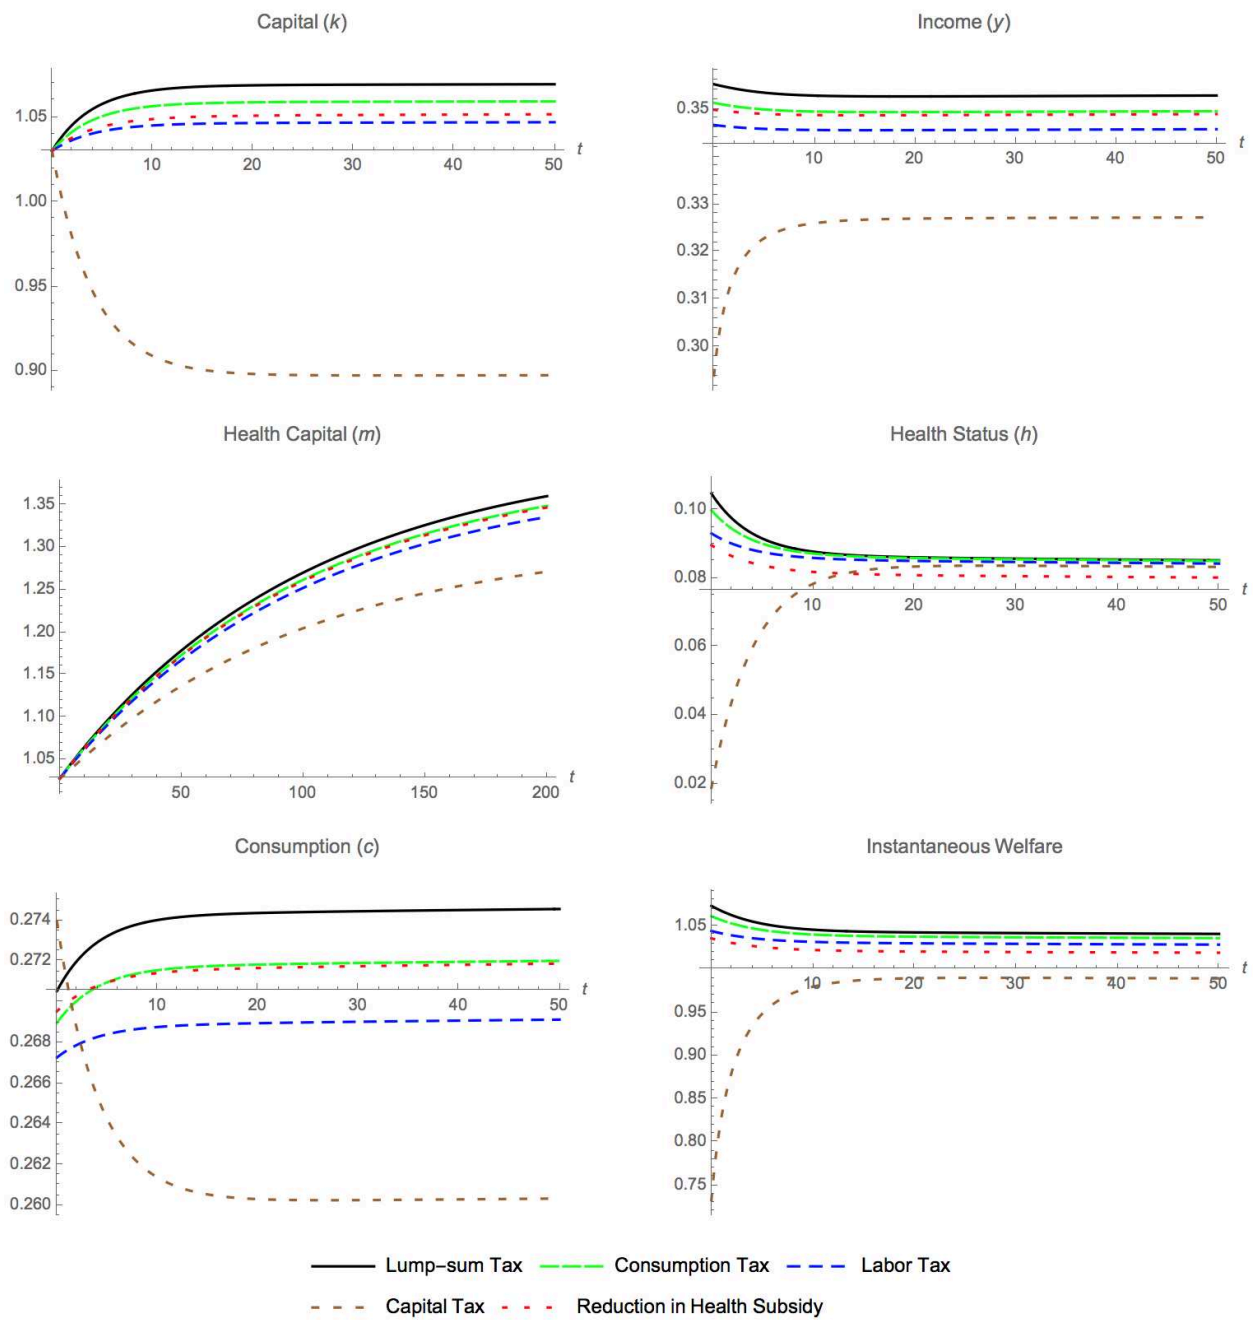 Capital (k)
Income (y)
1.05
1.00
0.95
0.90
10 20 30 40 50 t
0.35
0.33
0.32
0.31
0.30
10 20 30 40 50 t
Health Capital (m)
Health Status (h)
1.35
1.30
1.25
1.20
1.15
1.10
1.05
50 100 150 200 t
0.10
0.08
0.06
0.04
0.02
10 20 30 40 50 t
Consumption (c)
Instantaneous Welfare
0.274
0.272
0.268
0.266
0.264
0.262
0.260
10 20 30 40 50 t
1.05
0.95
0.90
0.85
0.80
0.75
10 20 30 40 50 t
Lump-sum Tax Consumption Tax Labor Tax
Capital Tax Reduction in Health Subsidy